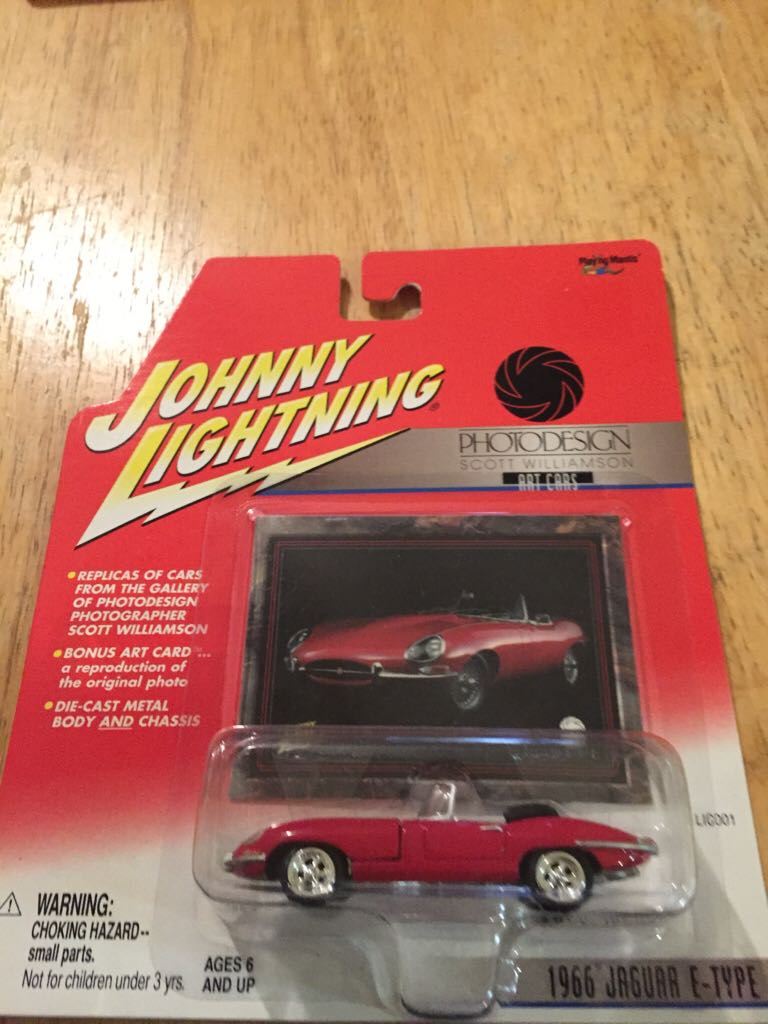 Playing Mantis
JOHNNY
LIGHTNING
PHOTODESIGN
SCOTT WILLIAMSON
ART CARS
•REPLICAS OF CARS
FROM THE GALLERY
OF PHOTODESIGN
PHOTOGRAPHER
SCOTT WILLIAMSON
•BONUS ART CARD ...
a reproduction of
the original photo
•DIE-CAST METAL
BODY AND CHASSIS
LIG001
WARNING:
CHOKING HAZARD--
small parts.
Not for children under 3 yrs.
AGES 6
AND UP
1966 JAGUAR E-TYPE